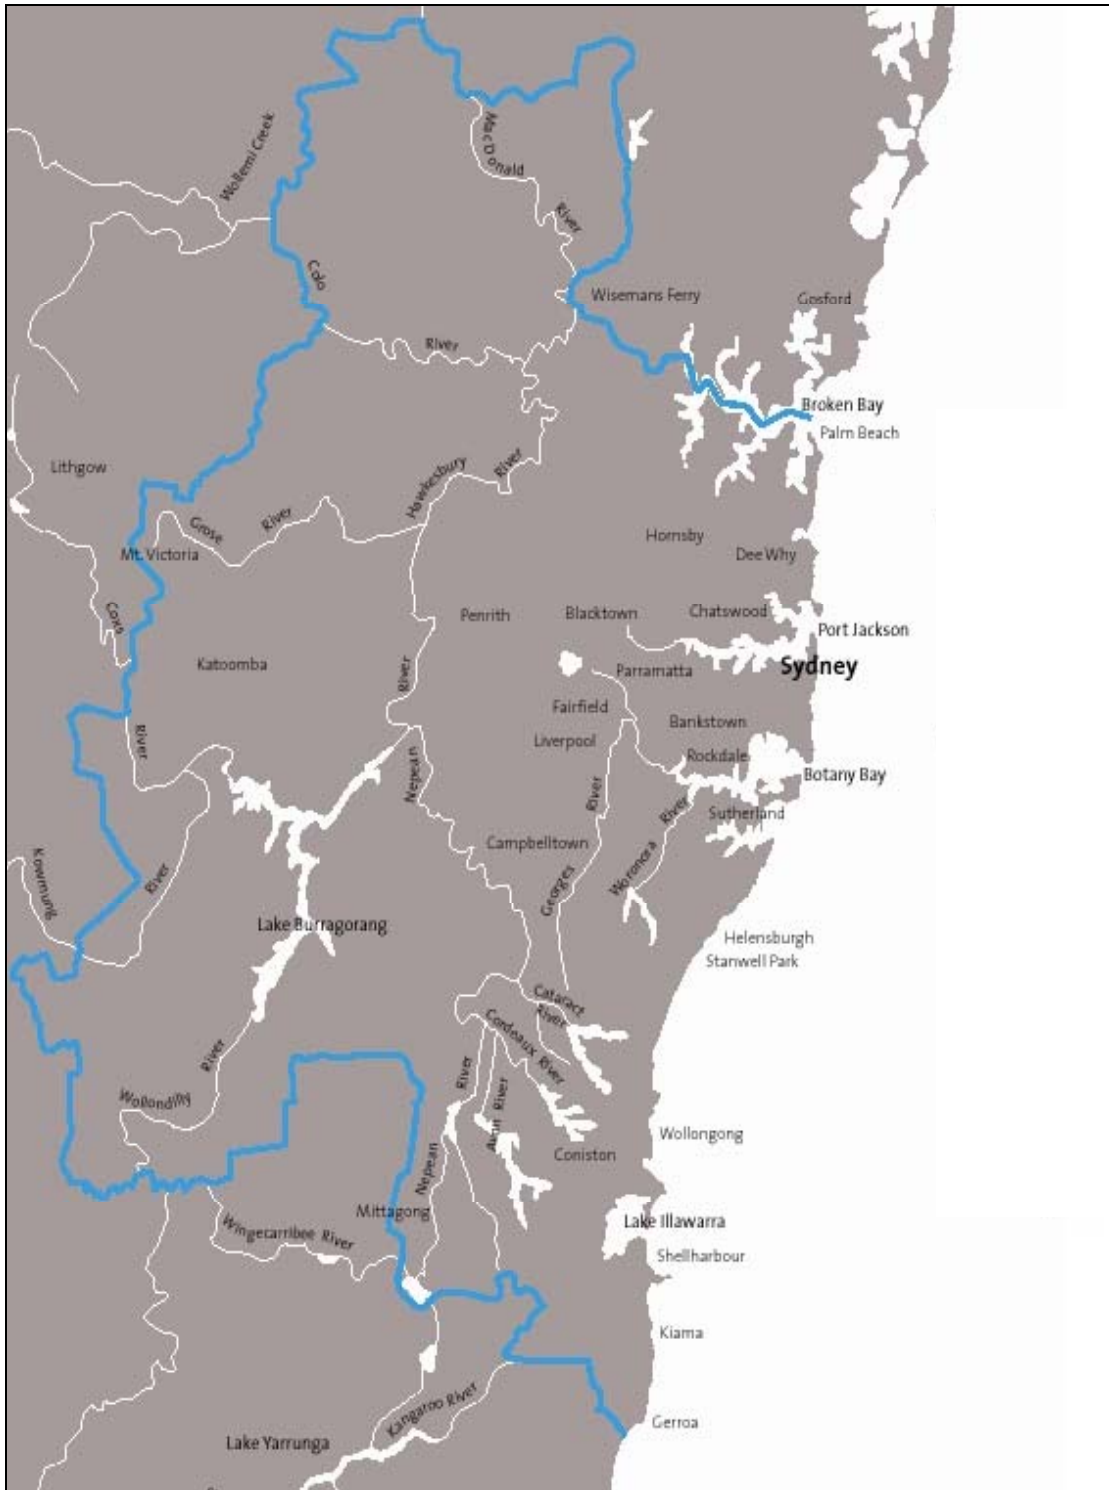 Wollemi Creek
MacDonald
River
Colo
River
Wisemans Ferry
Gosford
Broken Bay
Palm Beach
Lithgow
Hawkesbury
River
Grose
River
Mt. Victoria
Hornsby
Dee Why
Coxs
River
Katoomba
Penrith
Blacktown
Chatswood
Port Jackson
Sydney
Parramatta
River
Nepean
Fairfield
Liverpool
Bankstown
Rockdale
Botany Bay
River
Georges
River
Woronora
Sutherland
Campbelltown
Kowmung
River
Lake Burragorang
Helensburgh
Stanwell Park
Cataract
River
Cordeaux River
River
Nepean
Avon River
River
Wollondilly
Wollongong
Coniston
Mittagong
Wingecarribee River
Lake Illawarra
Shellharbour
Kiama
Kangaroo River
Gerroa
Lake Yarrunga